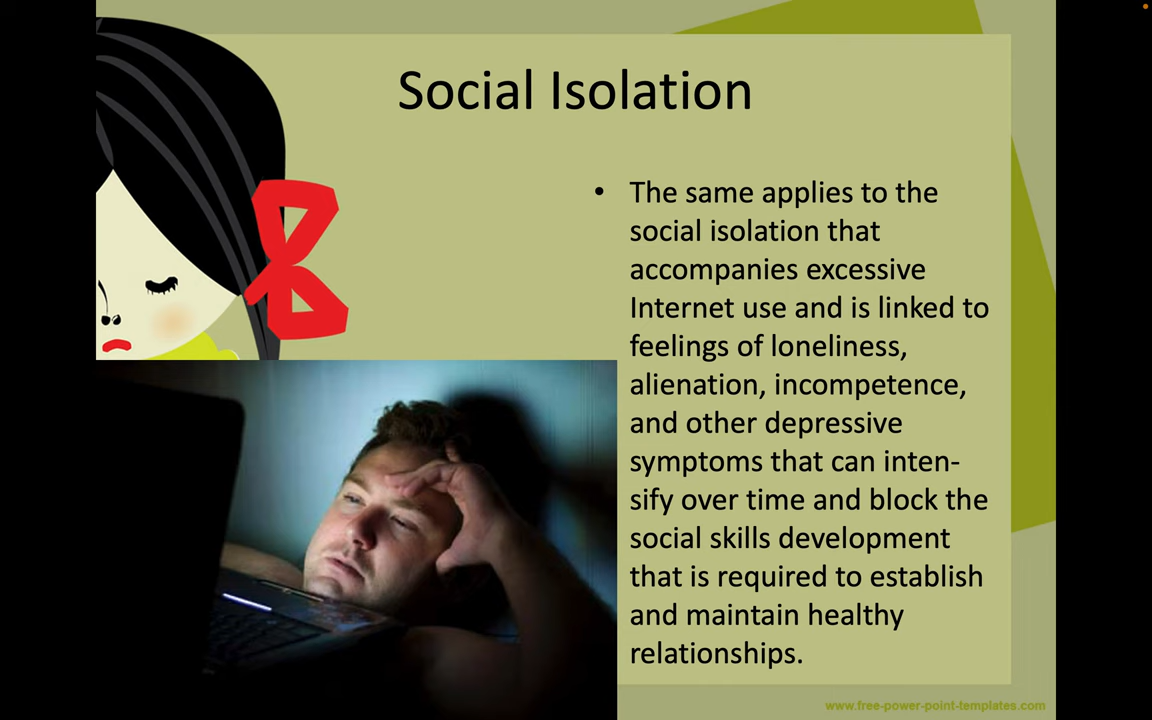 Social Isolation
• The same applies to the
social isolation that
accompanies excessive
Internet use and is linked to
feelings of loneliness,
alienation, incompetence,
and other depressive
symptoms that can inten-
sify over time and block the
social skills development
that is required to establish
and maintain healthy
relationships.
www.free-power-point-templates.com